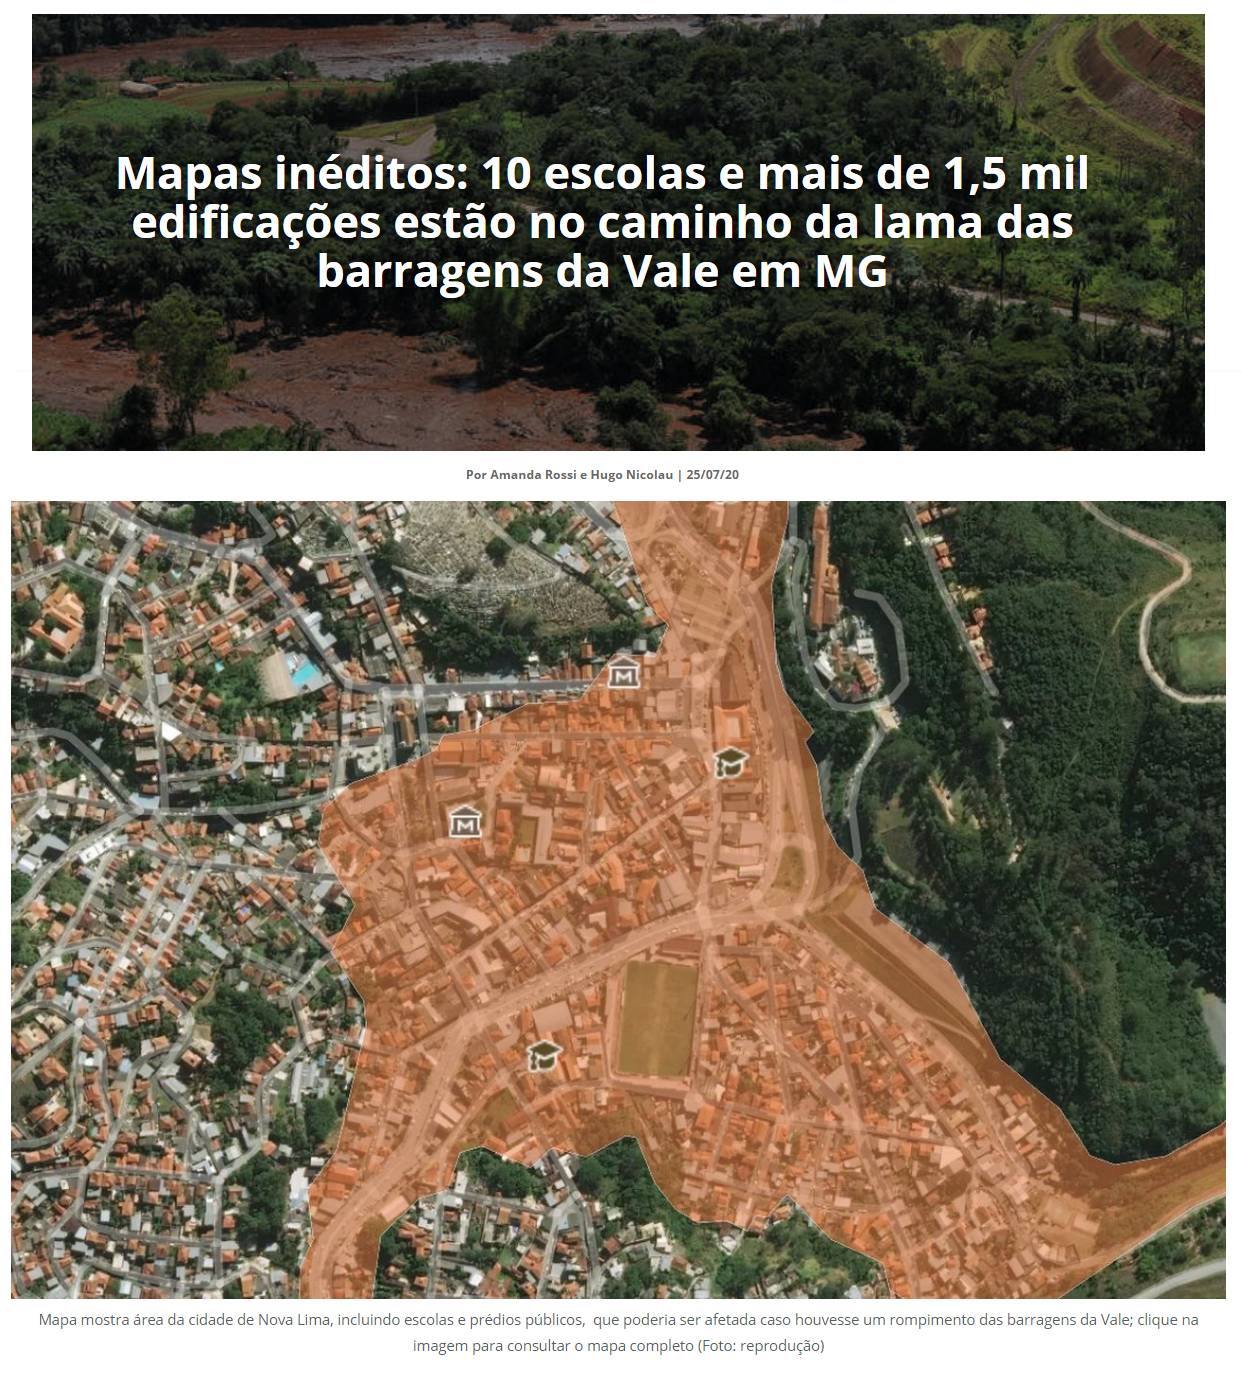 Mapas inéditos: 10 escolas e mais de 1,5 mil
edificações estão no caminho da lama das
barragens da Vale em MG
Por Amanda Rossi e Hugo Nicolau | 25/07/20
M
M
Mapa mostra área da cidade de Nova Lima, incluindo escolas e prédios públicos,  que poderia ser afetada caso houvesse um rompimento das barragens da Vale; clique na
imagem para consultar o mapa completo (Foto: reprodução)